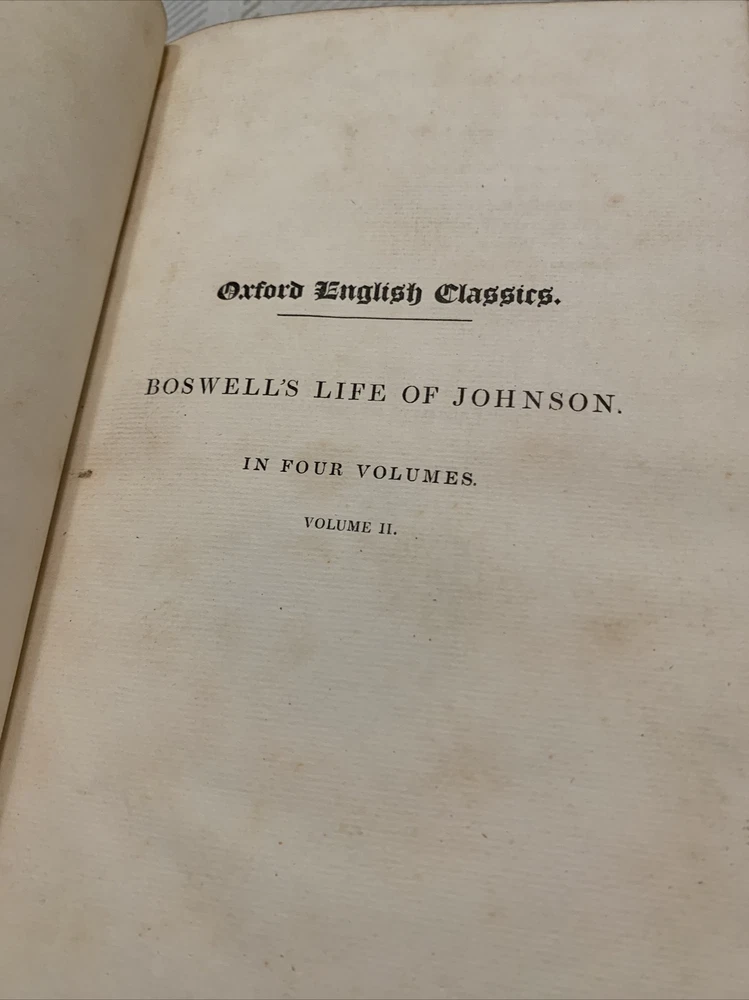 Oxford English Classics.
BOSWELL'S LIFE OF JOHNSON.
IN FOUR VOLUMES.
VOLUME II.